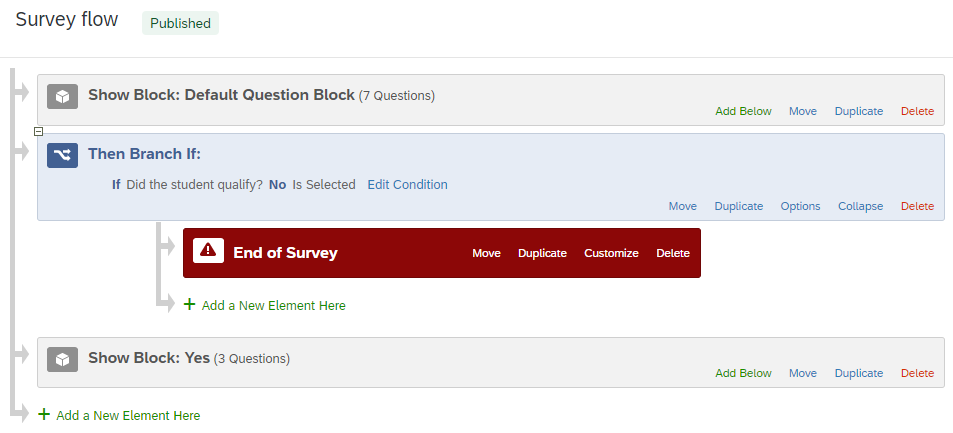 Survey flow Published
Show Block: Default Question Block (7 Questions)
Add Below Move Duplicate Delete
Then Branch If:
If Did the student qualify? No Is Selected Edit Condition
Move Duplicate Options Collapse Delete
End of Survey Move Duplicate Customize Delete
+ Add a New Element Here
Show Block: Yes (3 Questions)
Add Below Move Duplicate Delete
+ Add a New Element Here